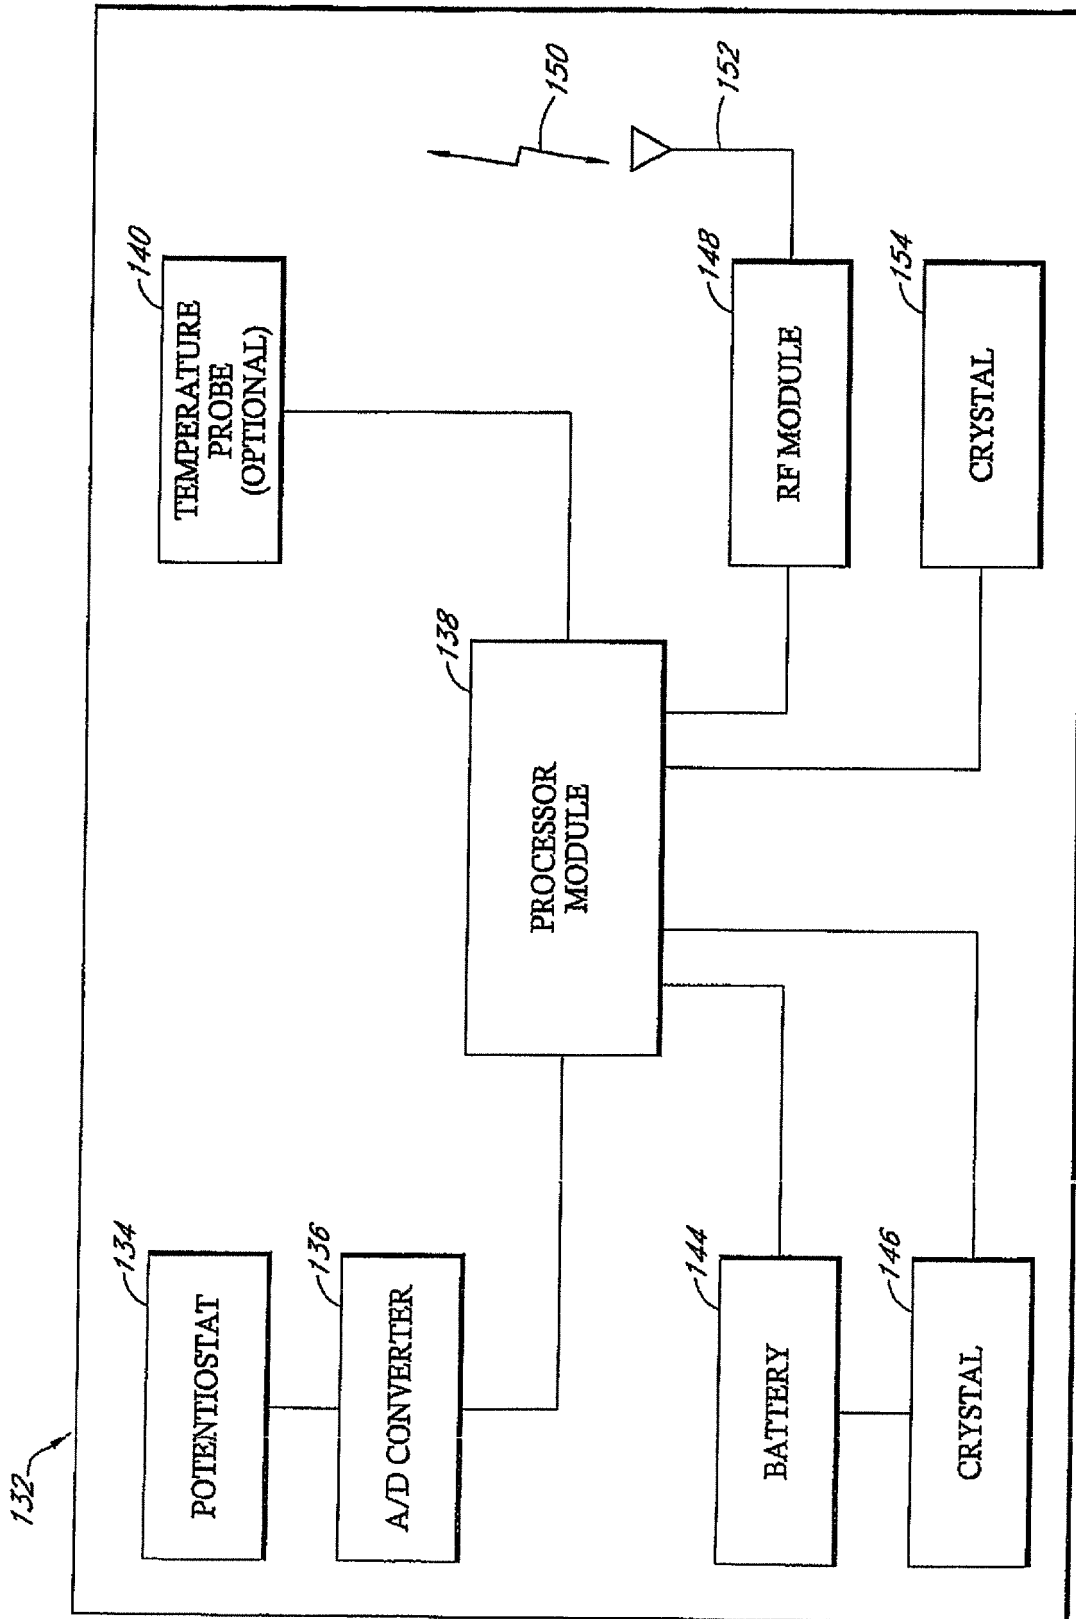 132
134
POTENTIOSTAT
136
A/D CONVERTER
138
PROCESSOR
MODULE
140
TEMPERATURE
PROBE
(OPTIONAL)
144
BATTERY
146
CRYSTAL
148
RF MODULE
150
152
154
CRYSTAL